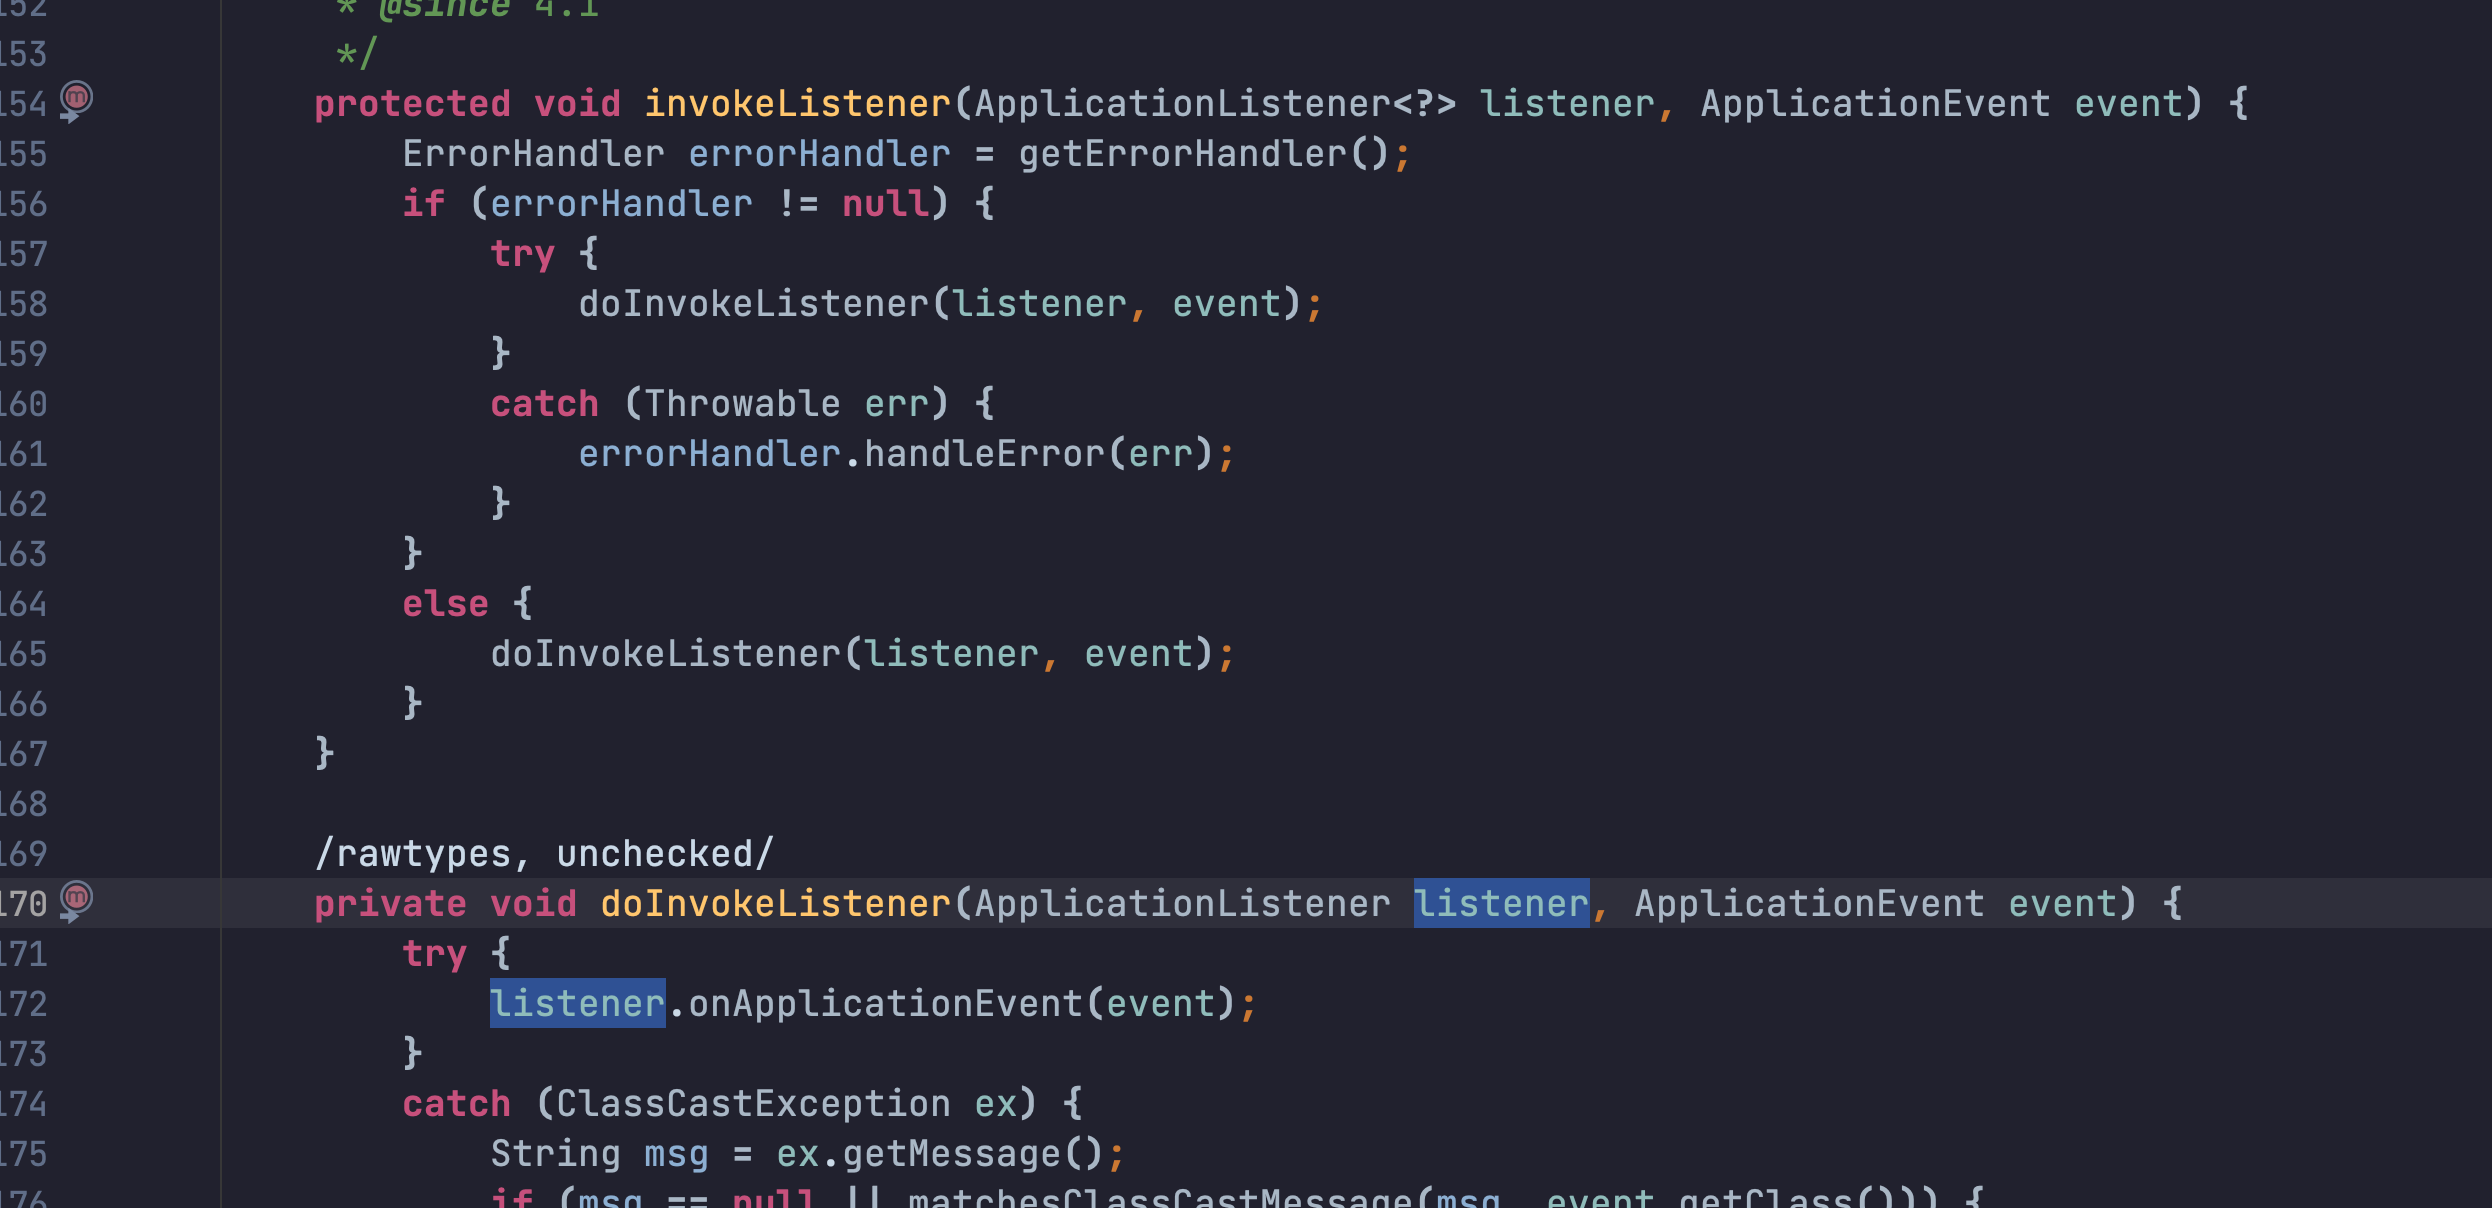 152 * @since 4.1
153 */
154 protected void invokeListener(ApplicationListener<?> listener, ApplicationEvent event) {
155 ErrorHandler errorHandler = getErrorHandler();
156 if (errorHandler != null) {
157 try {
158 doInvokeListener(listener, event);
159 }
160 catch (Throwable err) {
161 errorHandler.handleError(err);
162 }
163 }
164 else {
165 doInvokeListener(listener, event);
166 }
167 }
168
169 /rawtypes, unchecked/
170 private void doInvokeListener(ApplicationListener listener, ApplicationEvent event) {
171 try {
172 listener.onApplicationEvent(event);
173 }
174 catch (ClassCastException ex) {
175 String msg = ex.getMessage();
176 if (msg == null || matchesClassCastMessage(msg, event.getClass())) {